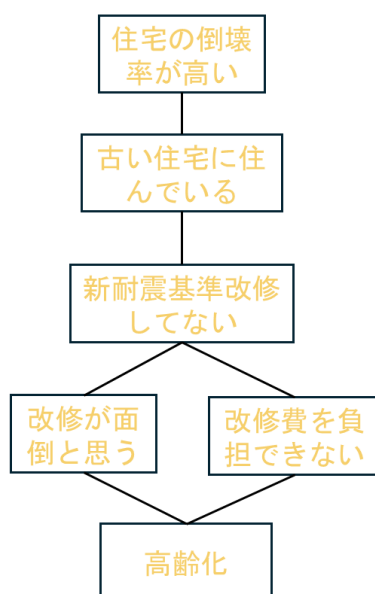 住宅の倒壊
率が高い
古い住宅に住
んでいる
新耐震基準改修
してない
改修が面
倒と思う
改修費を負
担できない
高齢化